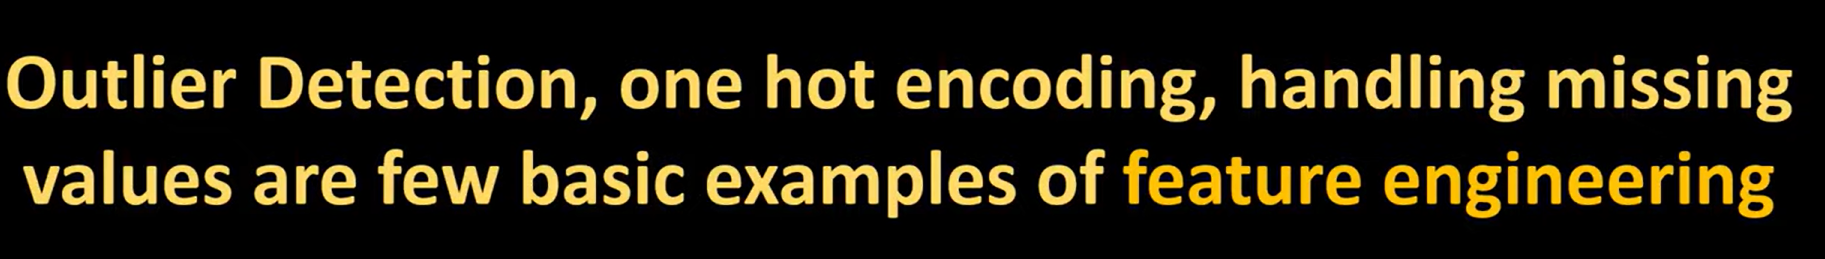 Outlier Detection, one hot encoding, handling missing
values are few basic examples of feature engineering